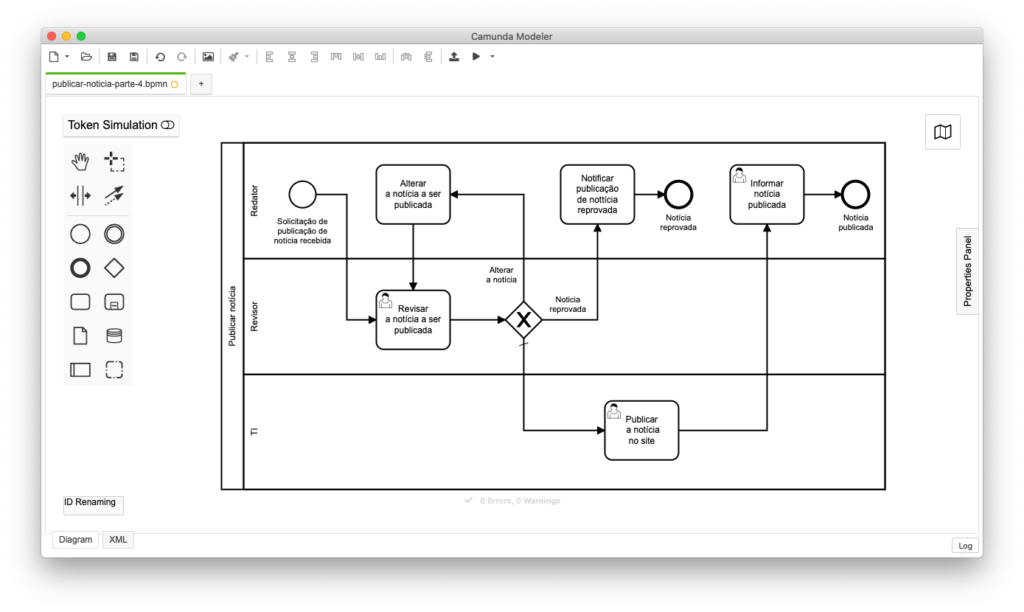 Camunda Modeler
publicar-noticia-parte-4.bpmn
+
Token Simulation
Publicar notícia
Redator
Solicitação de
publicação de
notícia recebida
Alterar
a notícia a ser
publicada
Notificar
publicação
de nottícia
reprovada
Notícia
reprovada
Informar
notícia
publicada
Notícia
publicada
Revisor
Revisar
a notícia a ser
publicada
Alterar
a notícia
Noticia
reprovada
TI
Publicar
a notícia
no site
Properties Panel
ID Renaming
0 Errors, 0 Warnings
Diagram
XML
Log